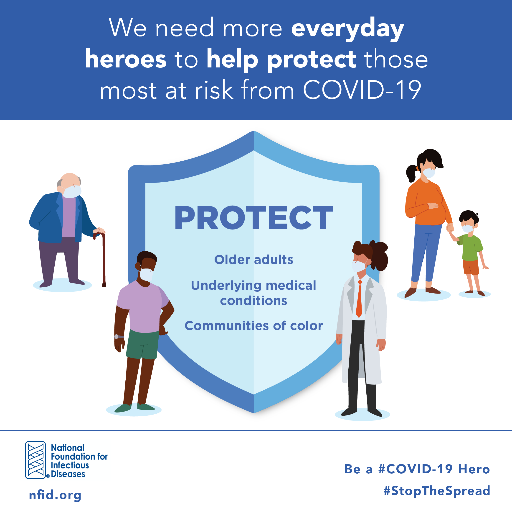 We need more everyday
heroes to help protect those
most at risk from COVID-19
PROTECT
Older adults
Underlying medical
conditions
Communities of color
National
Foundation for
Infectious
Diseases
nfid.org
Be a #COVID-19 Hero
#StopTheSpread